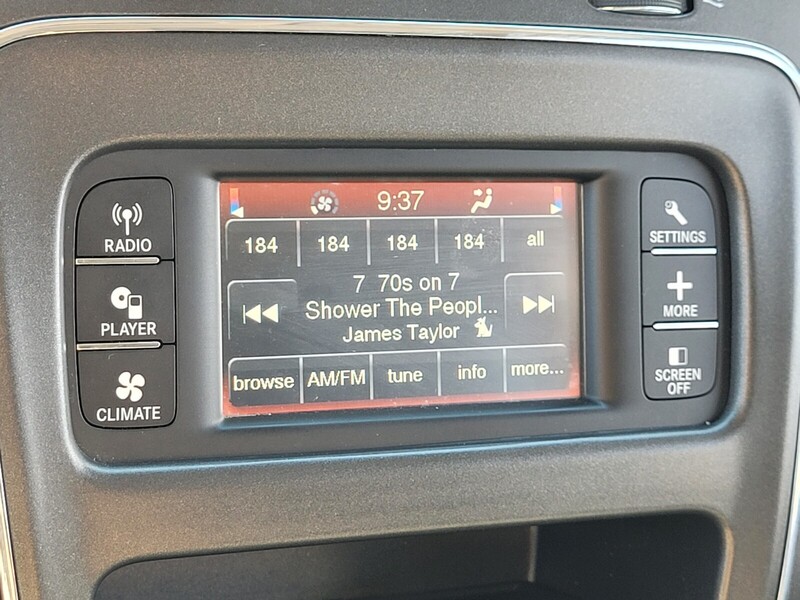 RADIO
PLAYER
CLIMATE
9:37
184 184 184 184 all
7 70s on 7
Shower The Peopl...
James Taylor
browse AM/FM tune info more...
SETTINGS
MORE
SCREEN
OFF